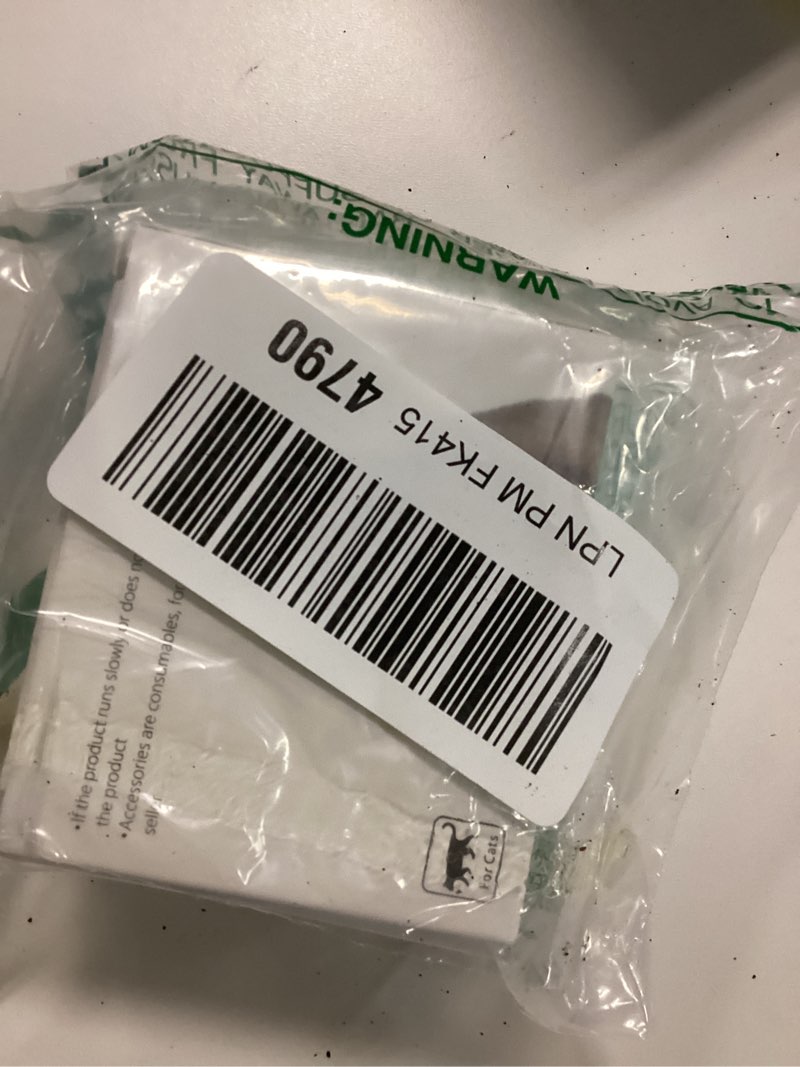 WARNING:
LPN PM FK415 4790
•If the product runs slowly or does
the product
•Accessories are consumables, for
For Cats